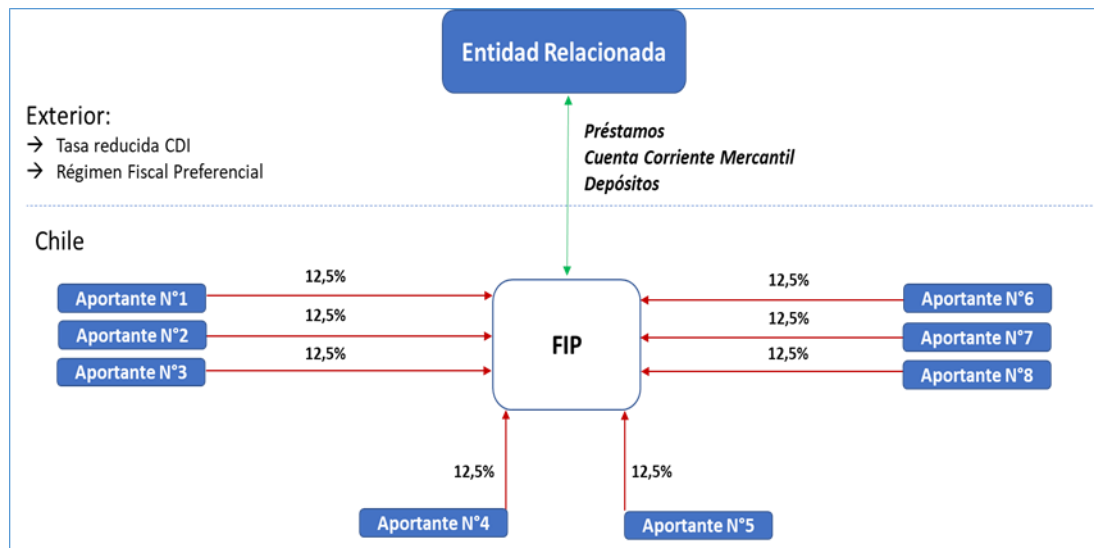 Entidad Relacionada
Exterior:
→ Tasa reducida CDI
→ Régimen Fiscal Preferencial
Préstamos
Cuenta Corriente Mercantil
Depósitos
Chile
Aportante N°1
12,5%
Aportante N°2
12,5%
Aportante N°3
12,5%
FIP
12,5%
Aportante N°6
12,5%
Aportante N°7
12,5%
Aportante N°8
12,5%
Aportante N°4
12,5%
Aportante N°5